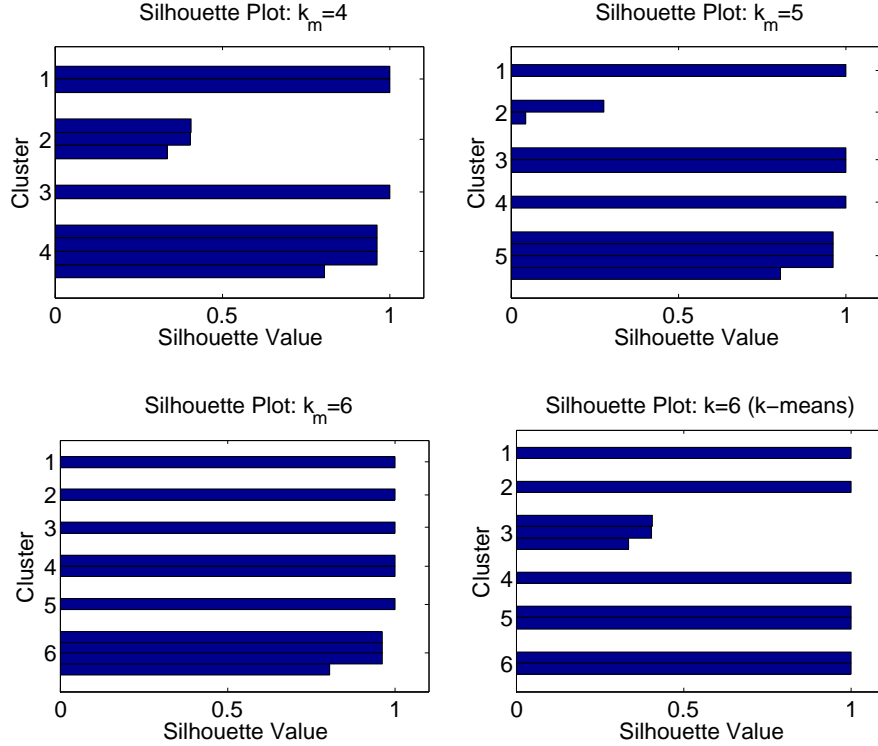 Silhouette Plot: k_m=4
1
2
3
4
Cluster
0 0.5 1
Silhouette Value
Silhouette Plot: k_m=5
1
2
3
4
5
Cluster
0 0.5 1
Silhouette Value
Silhouette Plot: k_m=6
1
2
3
4
5
6
Cluster
0 0.5 1
Silhouette Value
Silhouette Plot: k=6 (k−means)
1
2
3
4
5
6
Cluster
0 0.5 1
Silhouette Value